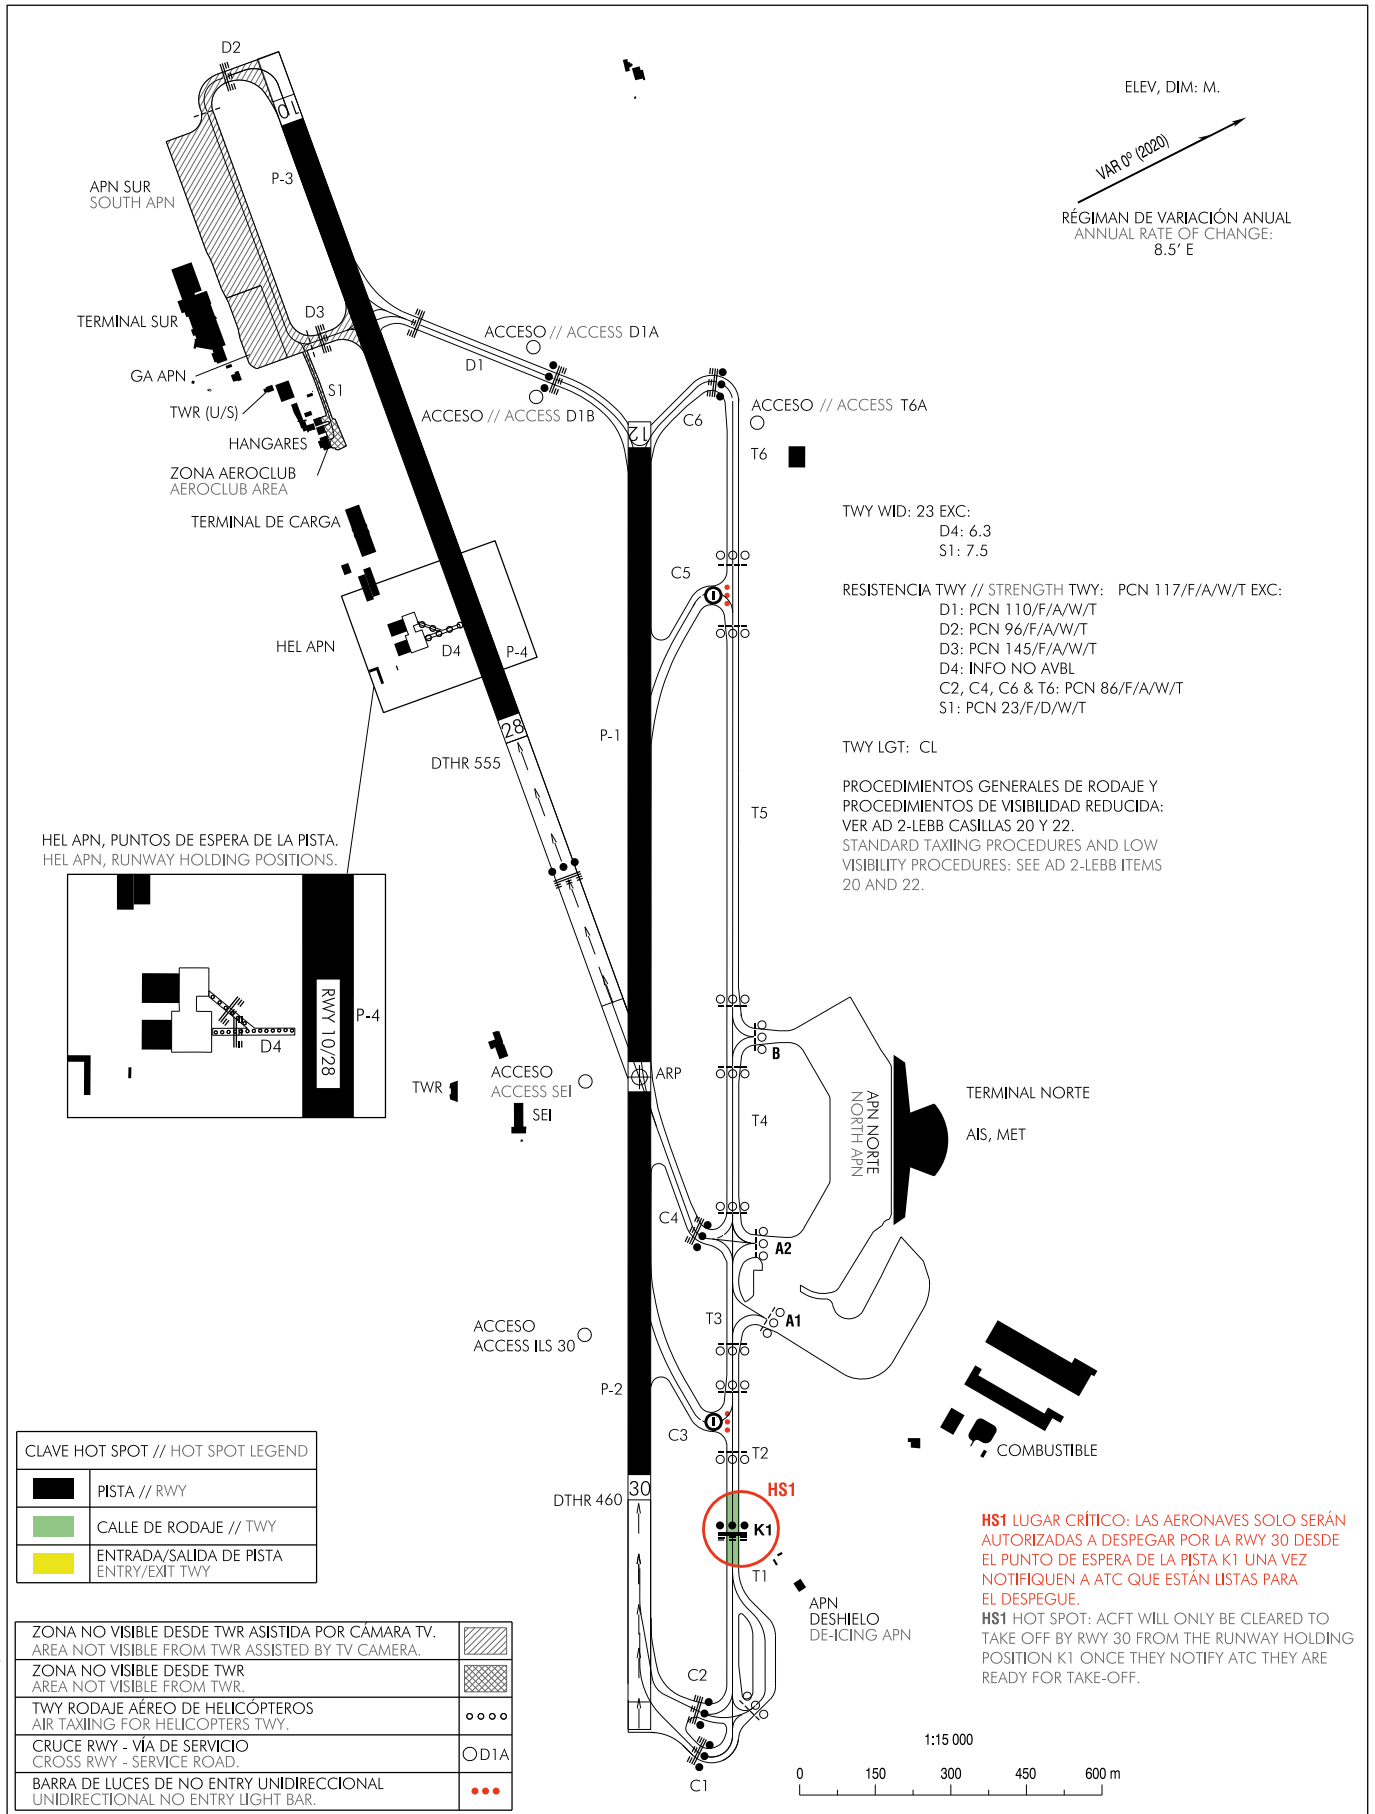 D2
ELEV, DIM: M.
10
VAR 0º (2020)
P-3
APN SUR
SOUTH APN
RÉGIMAN DE VARIACIÓN ANUAL
ANNUAL RATE OF CHANGE:
8.5' E
TERMINAL SUR
D3
ACCESO // ACCESS D1A
D1
GA APN
S1
TWR (U/S)
ACCESO // ACCESS D1B
C6
ACCESO // ACCESS T6A
12
T6
HANGARES
ZONA AEROCLUB
AEROCLUB AREA
TERMINAL DE CARGA
TWY WID: 23 EXC:
D4: 6.3
S1: 7.5
C5
RESISTENCIA TWY // STRENGTH TWY: PCN 117/F/A/W/T EXC:
D1: PCN 110/F/A/W/T
D2: PCN 96/F/A/W/T
D3: PCN 145/F/A/W/T
D4: INFO NO AVBL
C2, C4, C6 & T6: PCN 86/F/A/W/T
S1: PCN 23/F/D/W/T
HEL APN
D4
P-4
28
P-1
DTHR 555
TWY LGT: CL
PROCEDIMIENTOS GENERALES DE RODAJE Y
PROCEDIMIENTOS DE VISIBILIDAD REDUCIDA:
VER AD 2-LEBB CASILLAS 20 Y 22.
STANDARD TAXIING PROCEDURES AND LOW
VISIBILITY PROCEDURES: SEE AD 2-LEBB ITEMS
20 AND 22.
T5
HEL APN, PUNTOS DE ESPERA DE LA PISTA.
HEL APN, RUNWAY HOLDING POSITIONS.
RWY 10/28
P-4
D4
B
TWR
ACCESO
ACCESS SEI
SEI
ARP
APN NORTE
NORTH APN
TERMINAL NORTE
AIS, MET
T4
C4
A2
T3
A1
ACCESO
ACCESS ILS 30
P-2
C3
T2
COMBUSTIBLE
30
DTHR 460
HS1
K1
T1
APN
DESHIELO
DE-ICING APN
C2
C1
CLAVE HOT SPOT // HOT SPOT LEGEND
PISTA // RWY
CALLE DE RODAJE // TWY
ENTRADA/SALIDA DE PISTA
ENTRY/EXIT TWY
HS1 LUGAR CRÍTICO: LAS AERONAVES SOLO SERÁN
AUTORIZADAS A DESPEGAR POR LA RWY 30 DESDE
EL PUNTO DE ESPERA DE LA PISTA K1 UNA VEZ
NOTIFIQUEN A ATC QUE ESTÁN LISTAS PARA
EL DESPEGUE.
HS1 HOT SPOT: ACFT WILL ONLY BE CLEARED TO
TAKE OFF BY RWY 30 FROM THE RUNWAY HOLDING
POSITION K1 ONCE THEY NOTIFY ATC THEY ARE
READY FOR TAKE-OFF.
ZONA NO VISIBLE DESDE TWR ASISTIDA POR CÁMARA TV.
AREA NOT VISIBLE FROM TWR ASSISTED BY TV CAMERA.
ZONA NO VISIBLE DESDE TWR
AREA NOT VISIBLE FROM TWR.
TWY RODAJE AÉREO DE HELICÓPTEROS
AIR TAXIING FOR HELICOPTERS TWY.
CRUCE RWY - VÍA DE SERVICIO
CROSS RWY - SERVICE ROAD.
D1A
BARRA DE LUCES DE NO ENTRY UNIDIRECCIONAL
UNIDIRECTIONAL NO ENTRY LIGHT BAR.
1:15 000
0 150 300 450 600 m